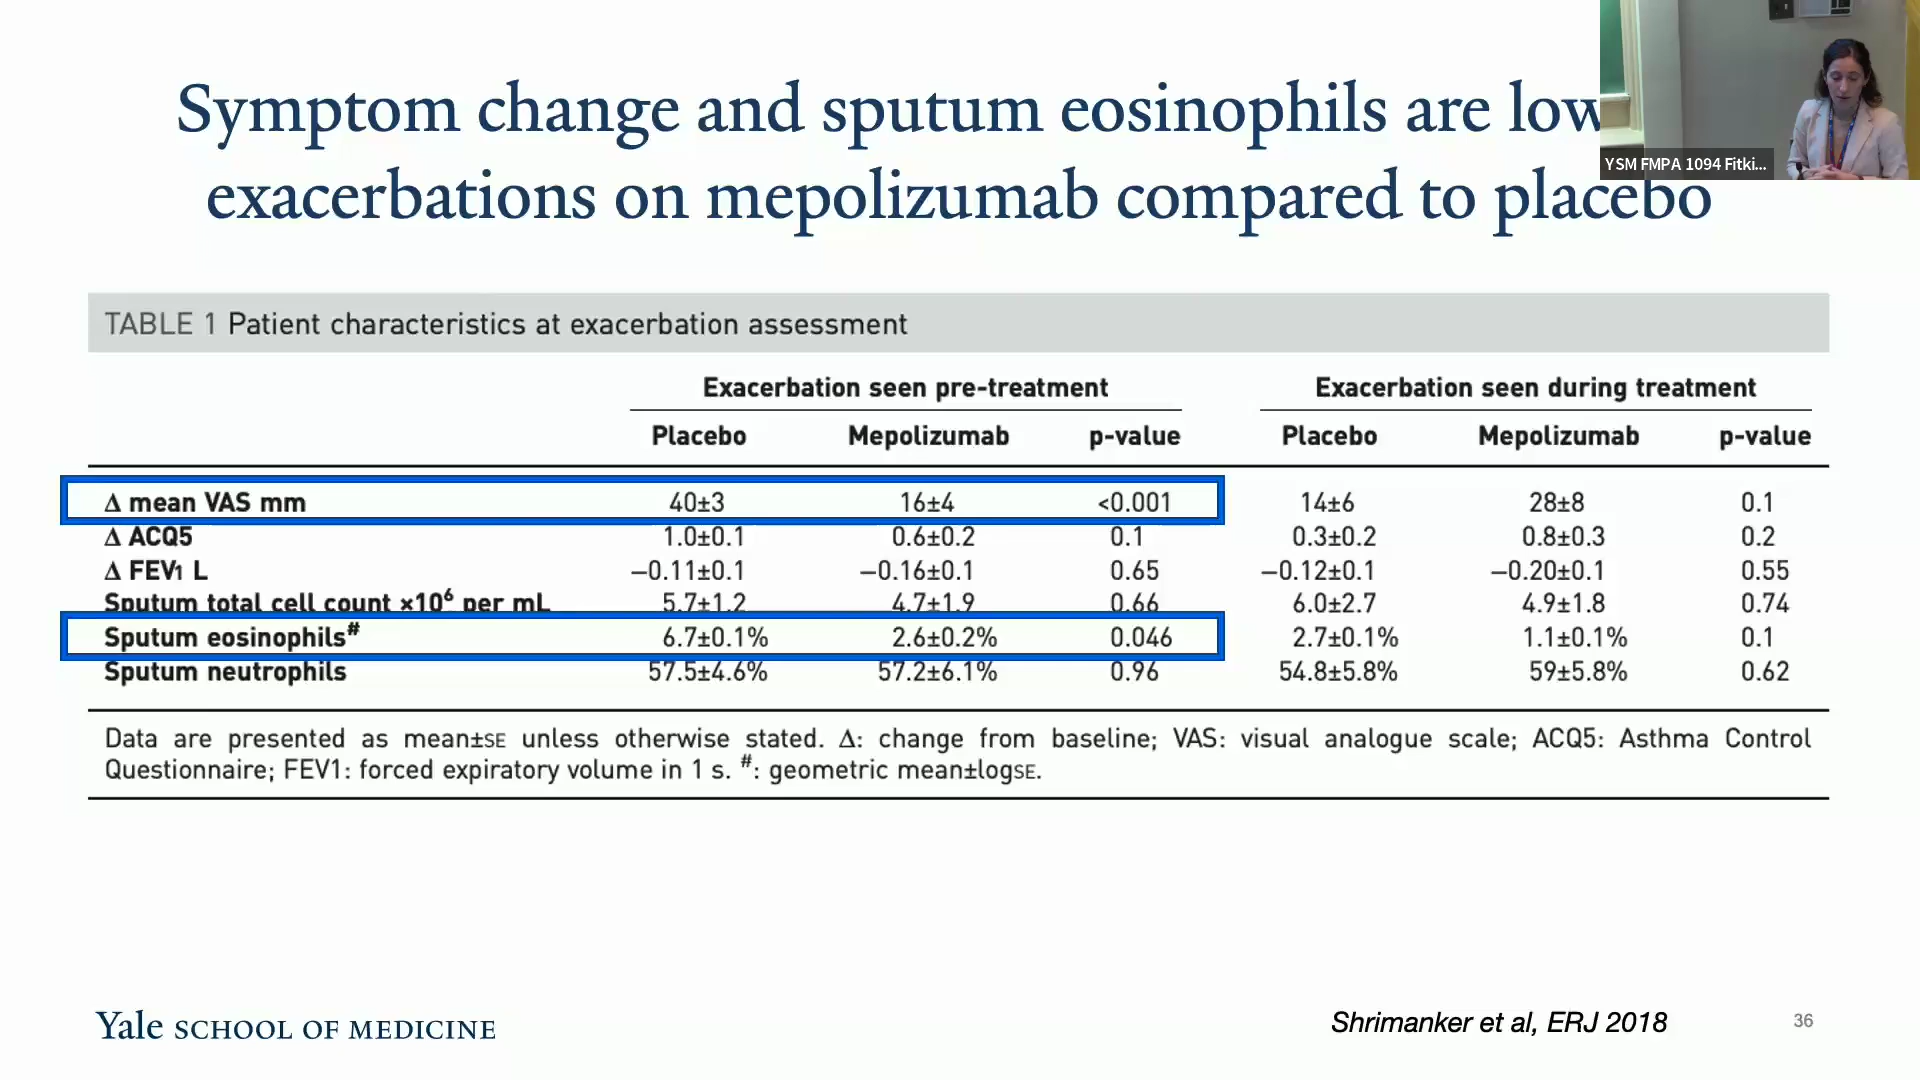 Symptom change and sputum eosinophils are low
exacerbations on mepolizumab compared to placebo
YSM FMPA 1094 Fitki...
TABLE 1 Patient characteristics at exacerbation assessment
Exacerbation seen pre-treatment Exacerbation seen during treatment
Placebo Mepolizumab p-value Placebo Mepolizumab p-value
Δ mean VAS mm 40±3 16±4 <0.001 14±6 28±8 0.1
Δ ACQ5 1.0±0.1 0.6±0.2 0.1 0.3±0.2 0.8±0.3 0.2
Δ FEV1 L −0.11±0.1 −0.16±0.1 0.65 −0.12±0.1 −0.20±0.1 0.55
Sputum total cell count ×10⁶ per mL 5.7±1.2 4.7±1.9 0.66 6.0±2.7 4.9±1.8 0.74
Sputum eosinophils# 6.7±0.1% 2.6±0.2% 0.046 2.7±0.1% 1.1±0.1% 0.1
Sputum neutrophils 57.5±4.6% 57.2±6.1% 0.96 54.8±5.8% 59±5.8% 0.62
Data are presented as mean±SE unless otherwise stated. Δ: change from baseline; VAS: visual analogue scale; ACQ5: Asthma Control
Questionnaire; FEV1: forced expiratory volume in 1 s. #: geometric mean±logSE.
Yale SCHOOL OF MEDICINE
Shrimanker et al, ERJ 2018
36